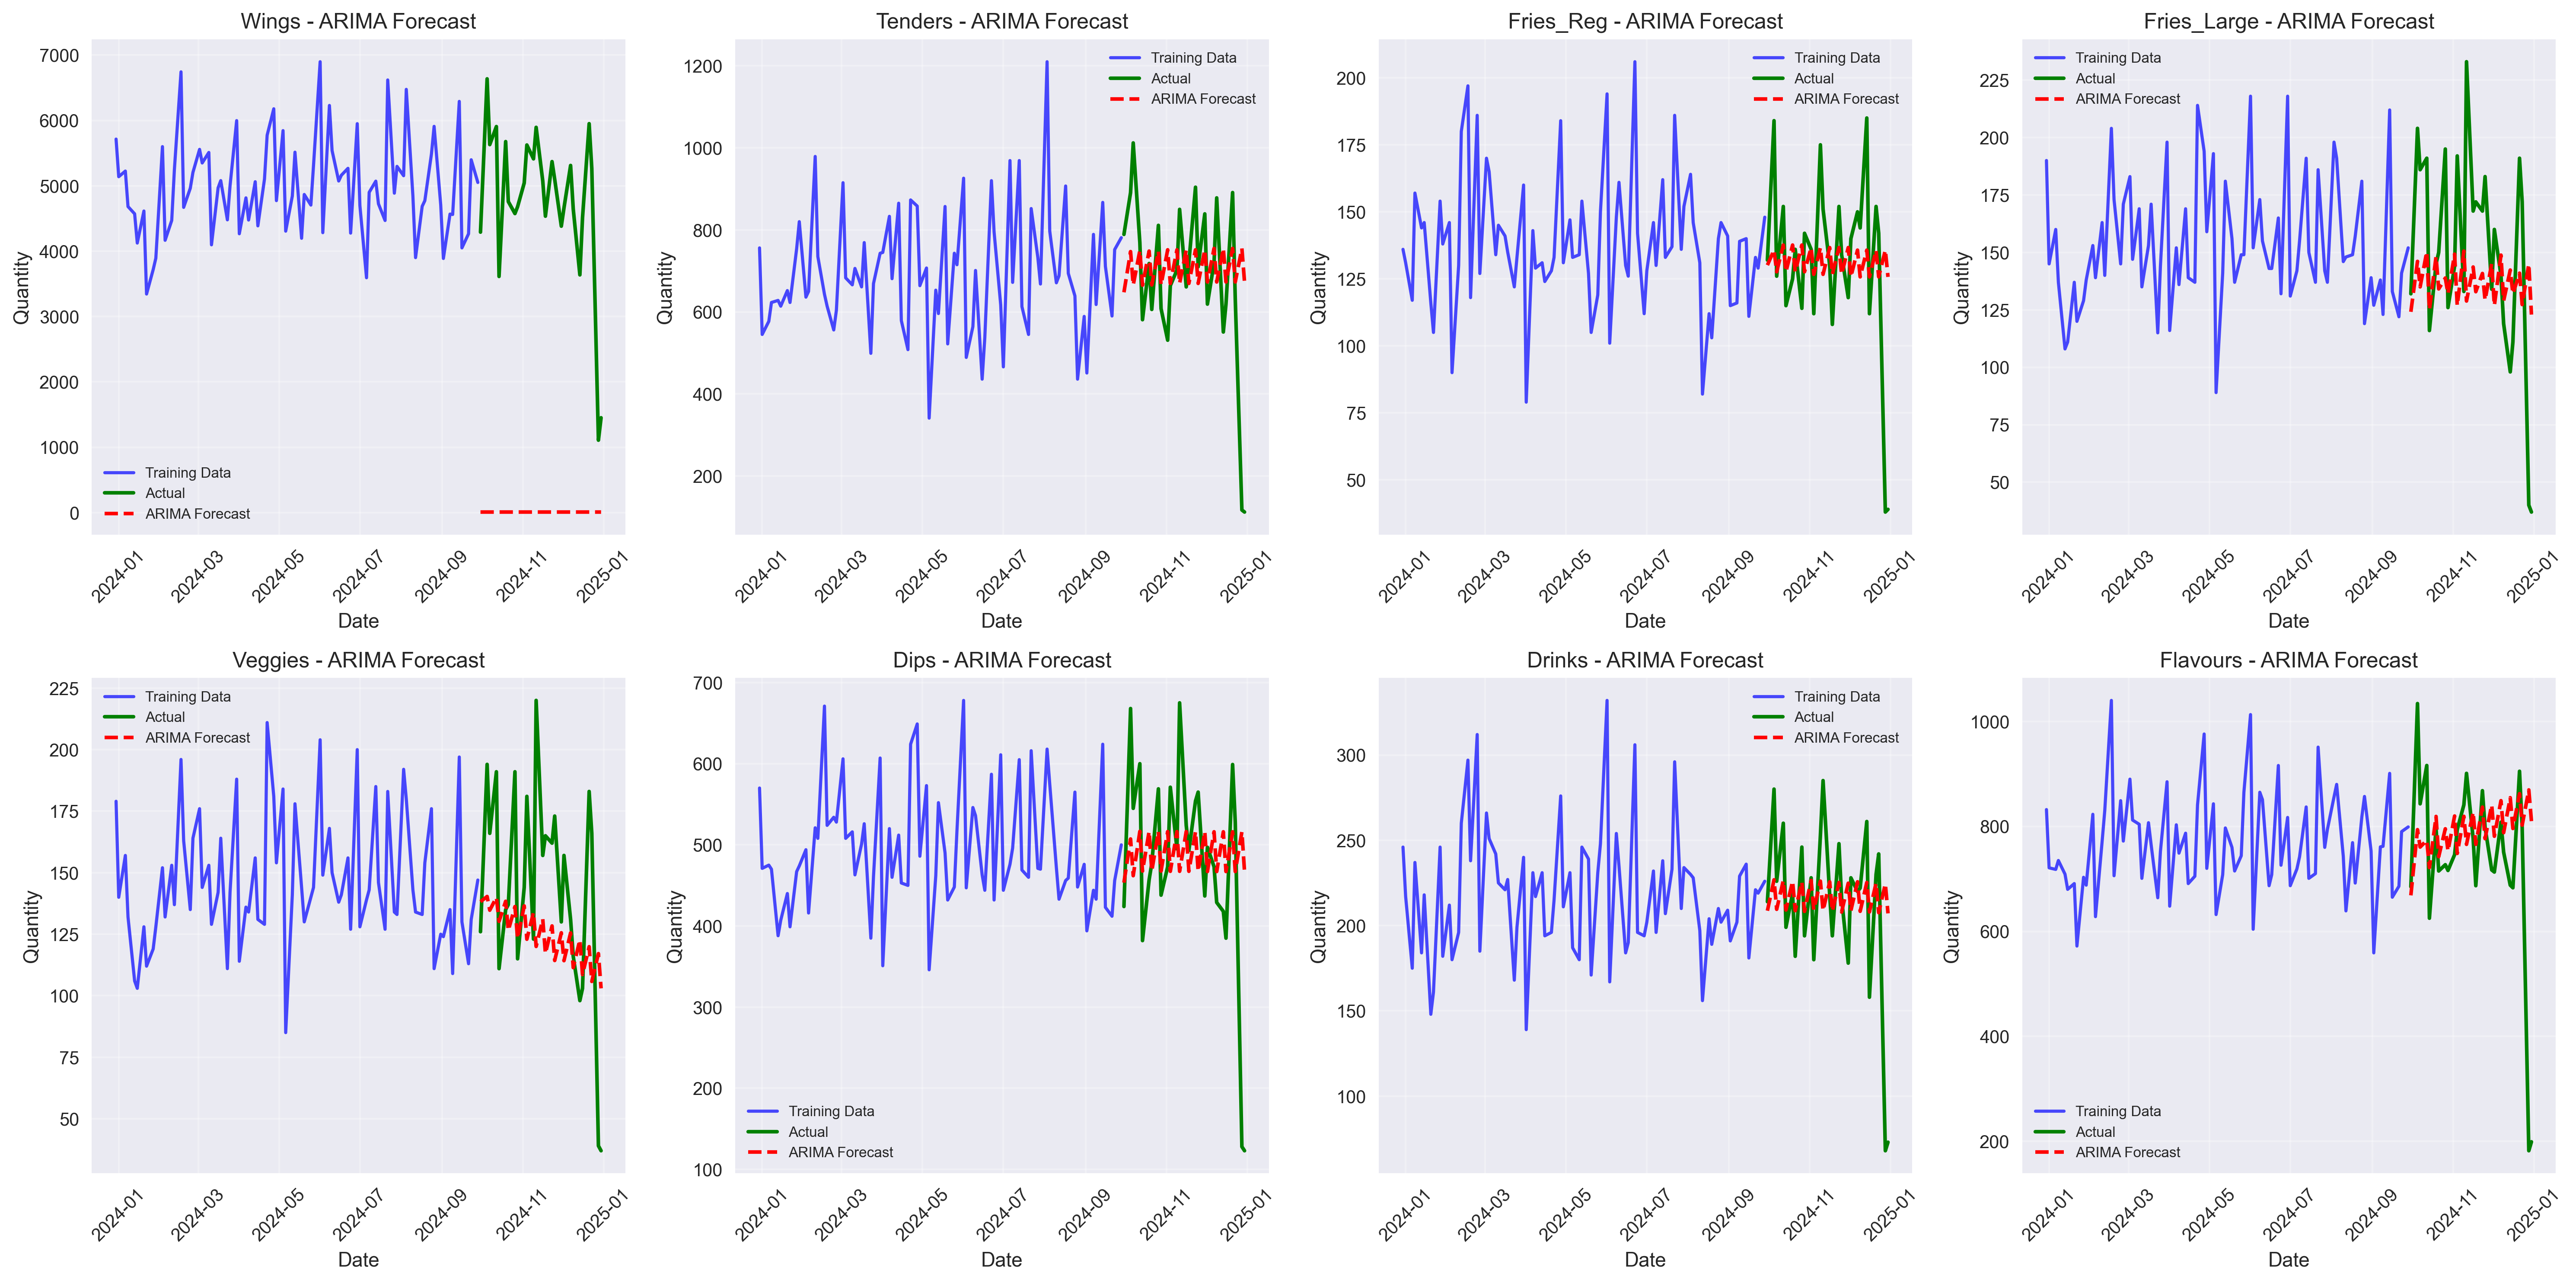 Wings - ARIMA Forecast
7000
6000
5000
4000
3000
2000
1000
0
Quantity
Training Data
Actual
ARIMA Forecast
2024-01
2024-03
2024-05
2024-07
2024-09
2024-11
2025-01
Date
Tenders - ARIMA Forecast
1200
1000
800
600
400
200
Quantity
Training Data
Actual
ARIMA Forecast
2024-01
2024-03
2024-05
2024-07
2024-09
2024-11
2025-01
Date
Fries_Reg - ARIMA Forecast
200
175
150
125
100
75
50
Quantity
Training Data
Actual
ARIMA Forecast
2024-01
2024-03
2024-05
2024-07
2024-09
2024-11
2025-01
Date
Fries_Large - ARIMA Forecast
225
200
175
150
125
100
75
50
Quantity
Training Data
Actual
ARIMA Forecast
2024-01
2024-03
2024-05
2024-07
2024-09
2024-11
2025-01
Date
Veggies - ARIMA Forecast
225
200
175
150
125
100
75
50
Quantity
Training Data
Actual
ARIMA Forecast
2024-01
2024-03
2024-05
2024-07
2024-09
2024-11
2025-01
Date
Dips - ARIMA Forecast
700
600
500
400
300
200
100
Quantity
Training Data
Actual
ARIMA Forecast
2024-01
2024-03
2024-05
2024-07
2024-09
2024-11
2025-01
Date
Drinks - ARIMA Forecast
300
250
200
150
100
Quantity
Training Data
Actual
ARIMA Forecast
2024-01
2024-03
2024-05
2024-07
2024-09
2024-11
2025-01
Date
Flavours - ARIMA Forecast
1000
800
600
400
200
Quantity
Training Data
Actual
ARIMA Forecast
2024-01
2024-03
2024-05
2024-07
2024-09
2024-11
2025-01
Date